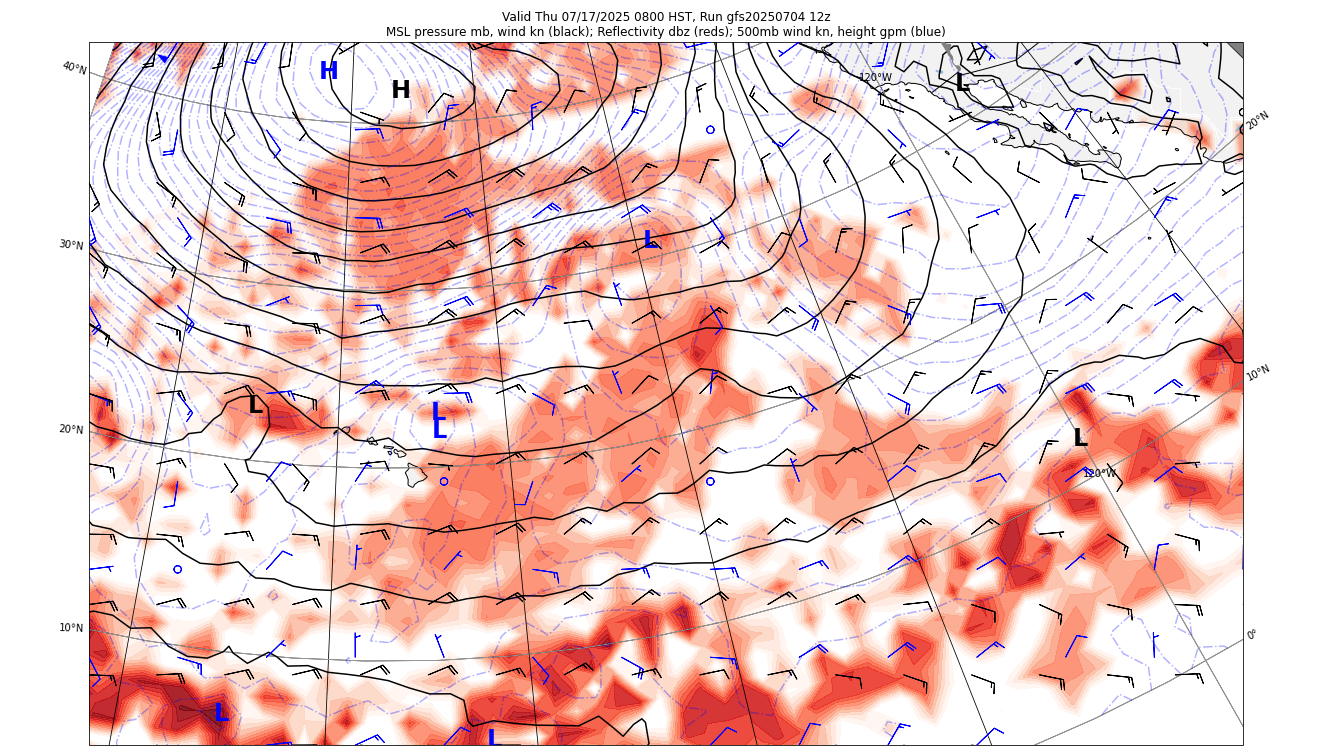 Valid Thu 07/17/2025 0800 HST, Run gfs20250704 12z
MSL pressure mb, wind kn (black); Reflectivity dbz (reds); 500mb wind kn, height gpm (blue)
40°N
H
H
120°W
L
20°N
30°N
L
10°N
20°N
L
L
L
L
120°W
10°N
0°
L
L